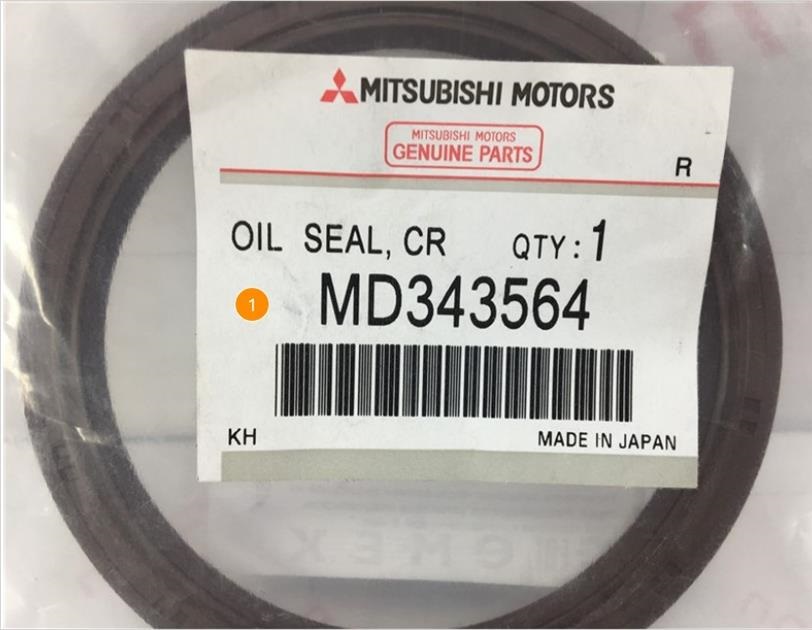 MITSUBISHI MOTORS
MITSUBISHI MOTORS
GENUINE PARTS
R
OIL SEAL, CR QTY : 1
1
MD343564
KH MADE IN JAPAN